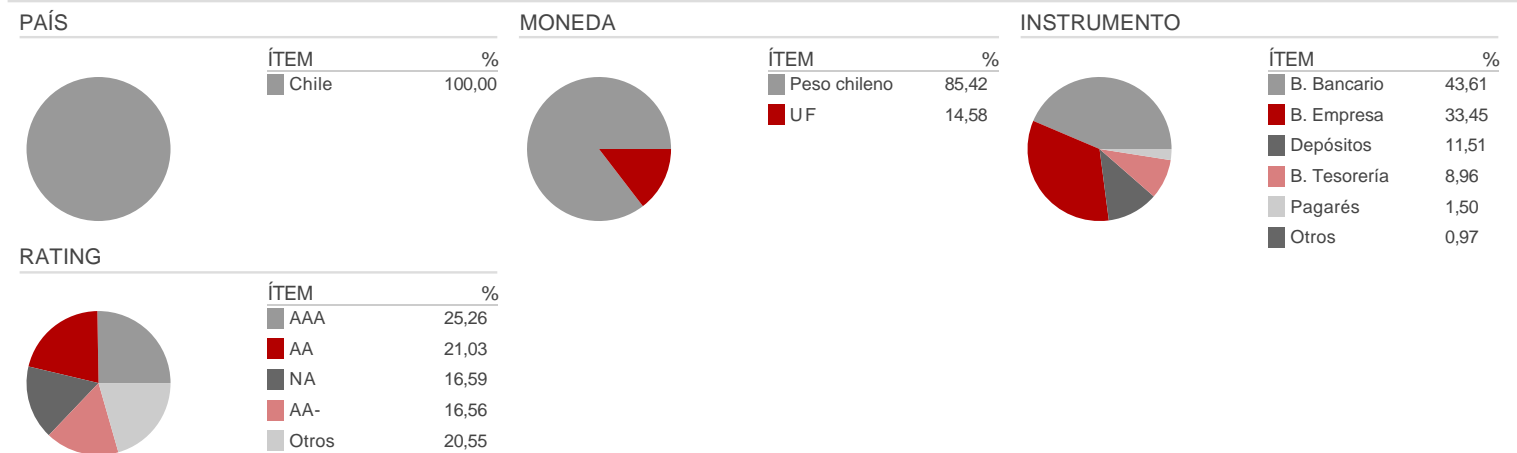 PAÍS
ÍTEM %
Chile 100,00
MONEDA
ÍTEM %
Peso chileno 85,42
UF 14,58
INSTRUMENTO
ÍTEM %
B. Bancario 43,61
B. Empresa 33,45
Depósitos 11,51
B. Tesorería 8,96
Pagarés 1,50
Otros 0,97
RATING
ÍTEM %
AAA 25,26
AA 21,03
NA 16,59
AA- 16,56
Otros 20,55